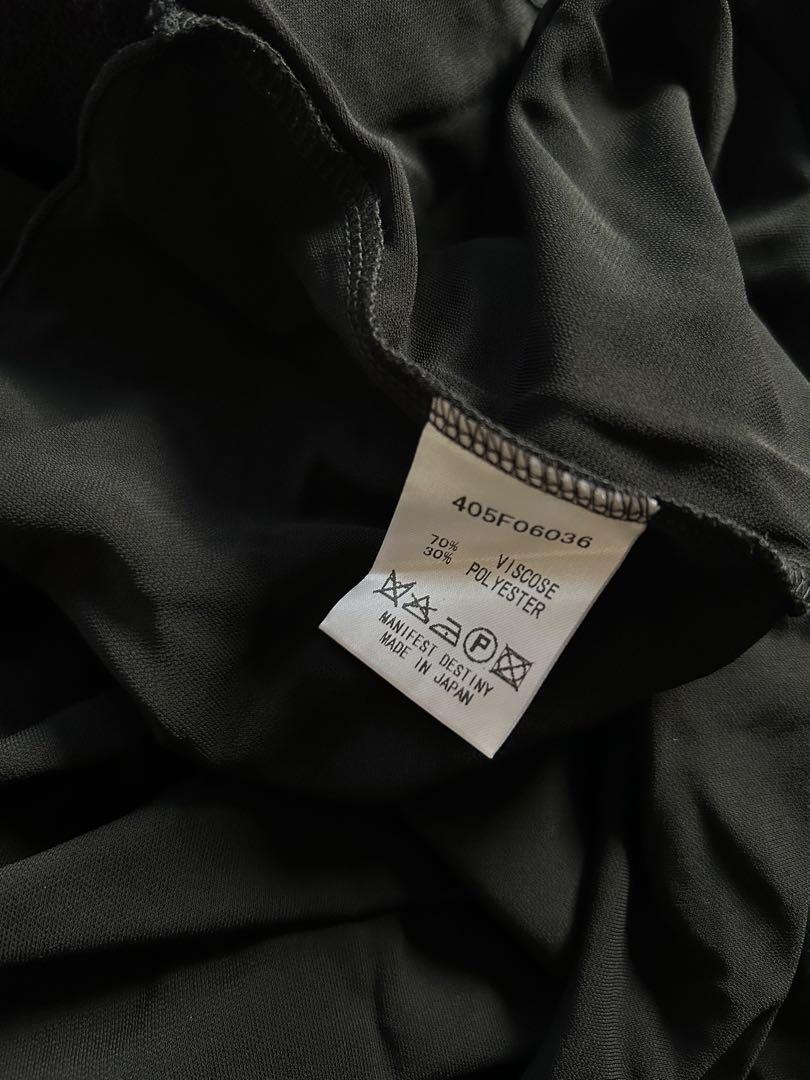 405F06036
70% VISCOSE
30% POLYESTER
P
MANIFEST DESTINY
MADE IN JAPAN